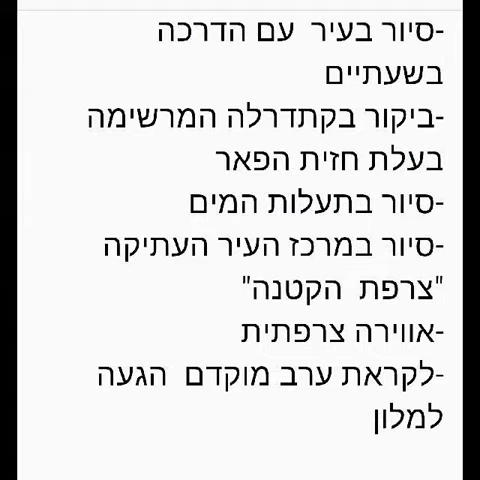 -סיור בעיר  עם הדרכה
בשעתיים
-ביקור בקתדרלה המרשימה
בעלת חזית הפאר
-סיור בתעלות המים
-סיור במרכז העיר העתיקה
"צרפת  הקטנה"
-אווירה צרפתית
-לקראת ערב מוקדם  הגעה
למלון